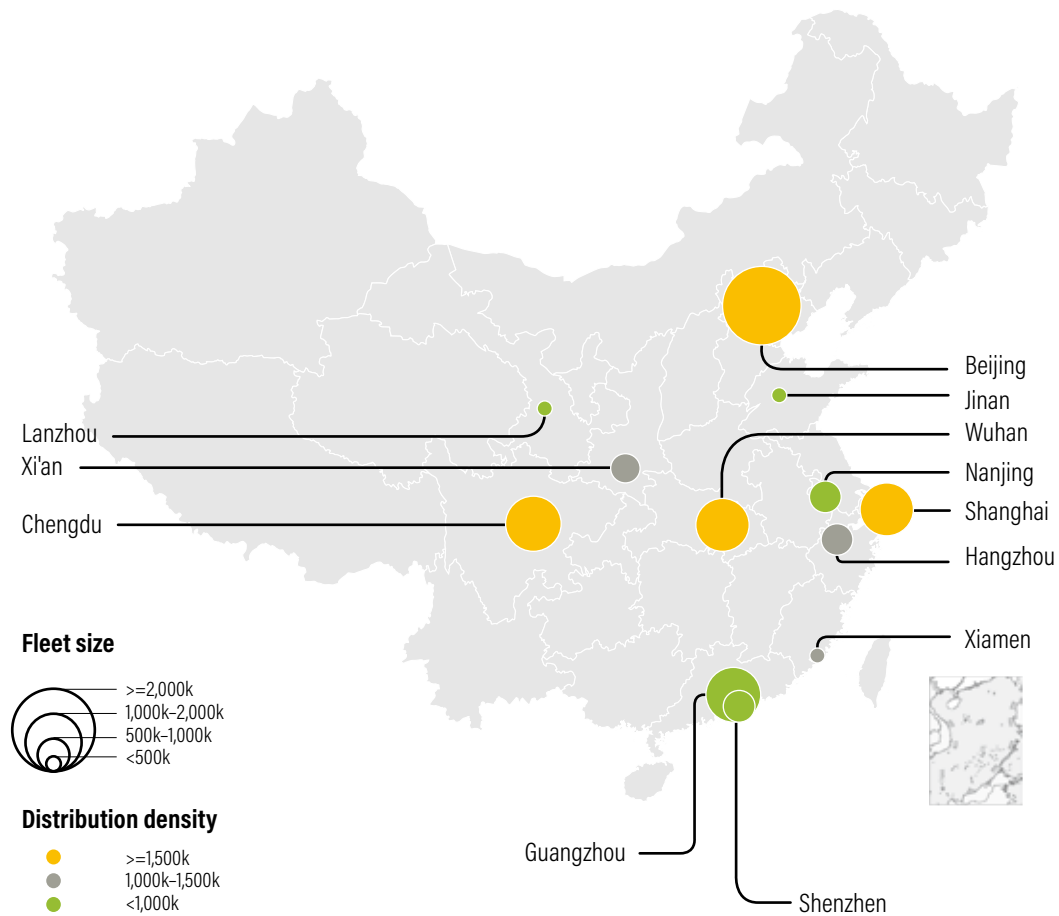 Beijing
Jinan
Lanzhou
Wuhan
Xi'an
Nanjing
Shanghai
Chengdu
Hangzhou
Xiamen
Fleet size
>=2,000k
1,000k–2,000k
500k–1,000k
<500k
Distribution density
>=1,500k
1,000k–1,500k
<1,000k
Guangzhou
Shenzhen